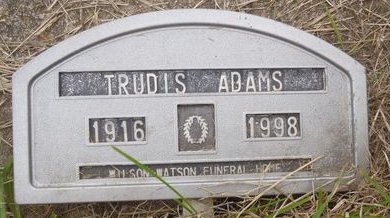 TRUDIS ADAMS
1916 1998
WILSON WATSON FUNERAL HOME